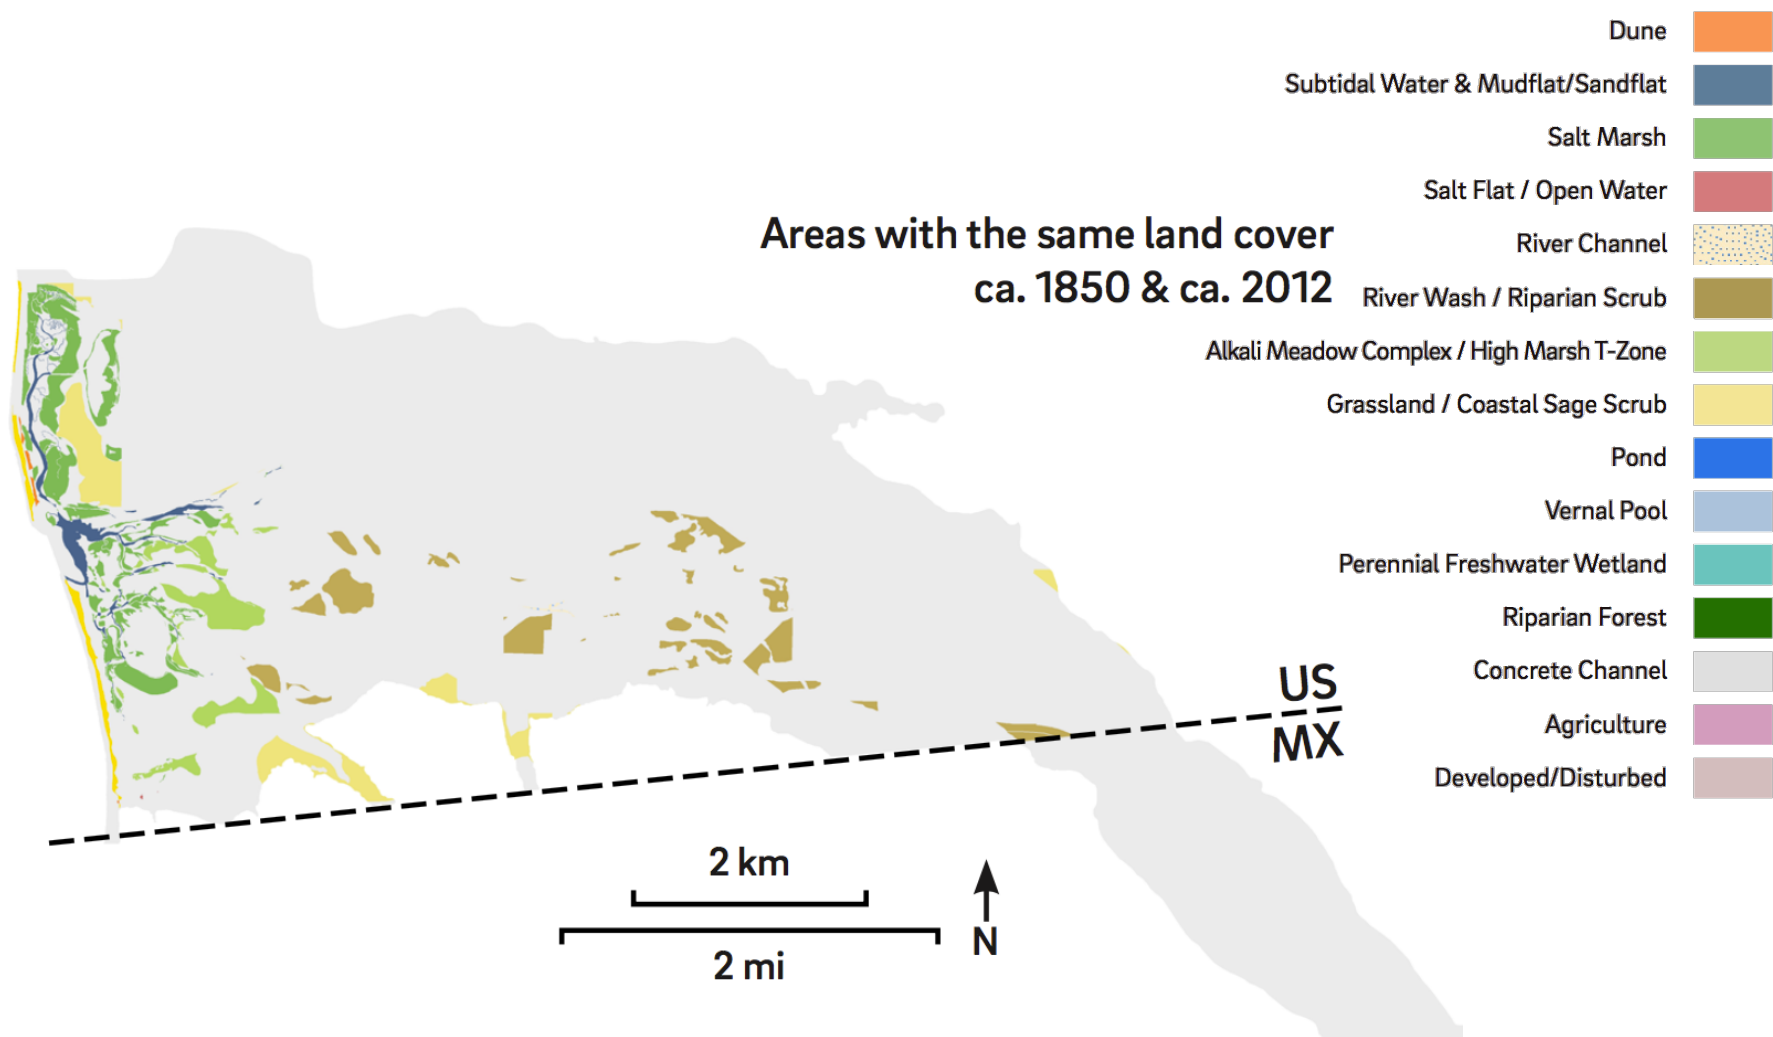 Dune
Subtidal Water & Mudflat/Sandflat
Salt Marsh
Salt Flat / Open Water
River Channel
River Wash / Riparian Scrub
Alkali Meadow Complex / High Marsh T-Zone
Grassland / Coastal Sage Scrub
Pond
Vernal Pool
Perennial Freshwater Wetland
Riparian Forest
Concrete Channel
Agriculture
Developed/Disturbed
Areas with the same land cover
ca. 1850 & ca. 2012
US
MX
2 km
2 mi
N